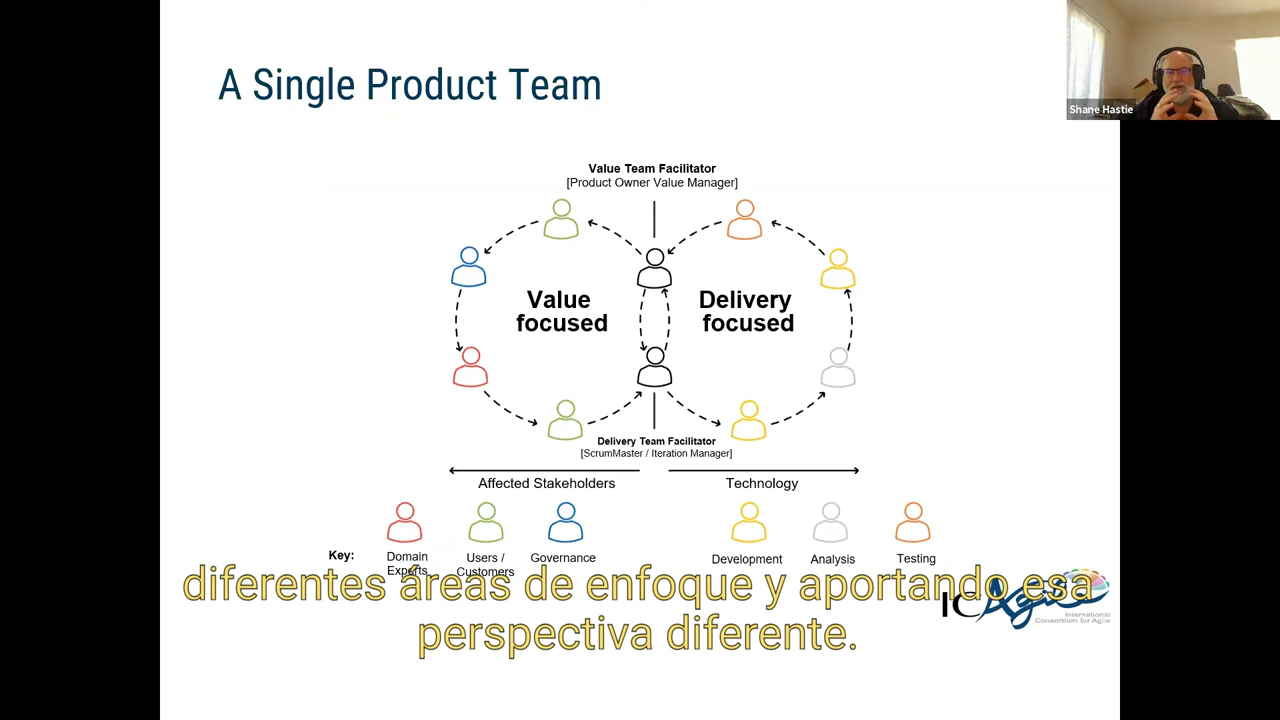 A Single Product Team
Shane Hastie
Value Team Facilitator
[Product Owner Value Manager]
Value
focused
Delivery
focused
Delivery Team Facilitator
[ScrumMaster / Iteration Manager]
Affected Stakeholders
Technology
Key:
Domain
Experts
Users /
Customers
Governance
Development
Analysis
Testing
ICAgile
International
Consortium for Agile
diferentes áreas de enfoque y aportando esa
perspectiva diferente.